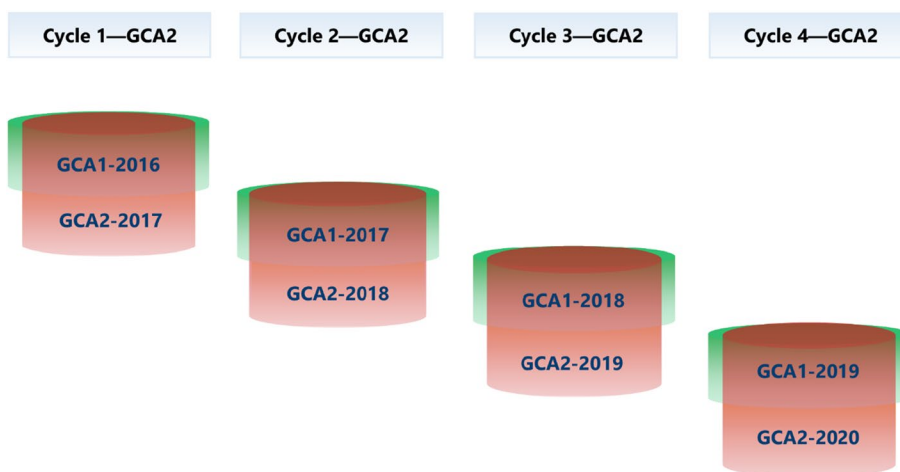 Cycle 1—GCA2
Cycle 2—GCA2
Cycle 3—GCA2
Cycle 4—GCA2
GCA1-2016
GCA2-2017
GCA1-2017
GCA2-2018
GCA1-2018
GCA2-2019
GCA1-2019
GCA2-2020